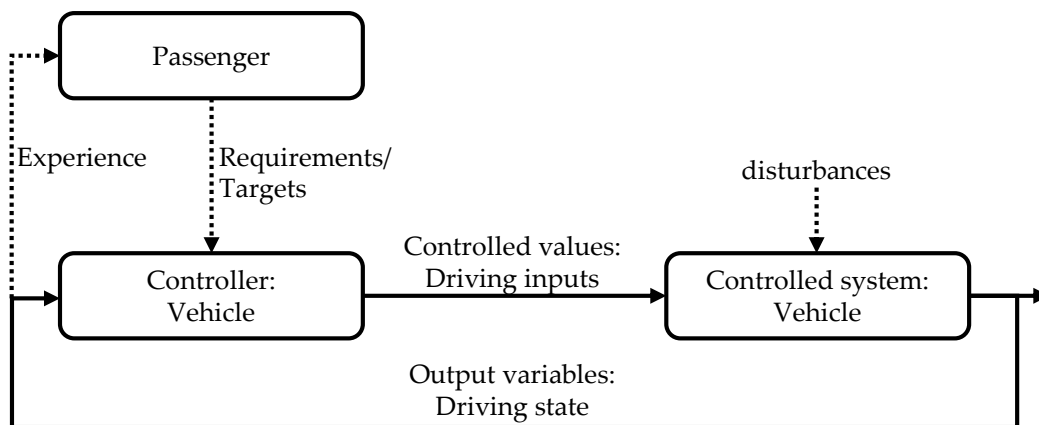 Passenger
Experience
Requirements/
Targets
disturbances
Controlled values:
Driving inputs
Controller:
Vehicle
Controlled system:
Vehicle
Output variables:
Driving state